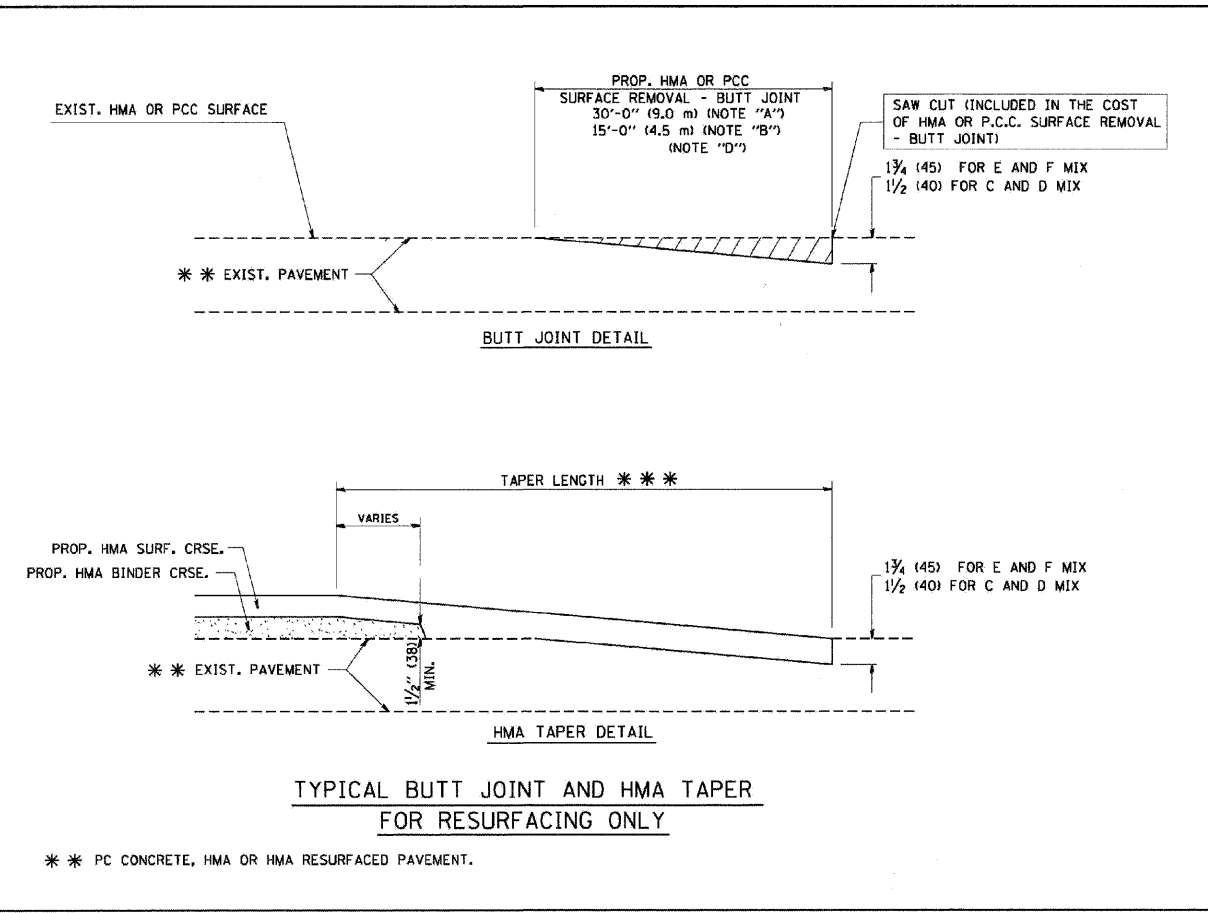 PROP. HMA OR PCC
SURFACE REMOVAL - BUTT JOINT
30'-0" (9.0 m) (NOTE "A")
15'-0" (4.5 m) (NOTE "B")
(NOTE "D")
EXIST. HMA OR PCC SURFACE
SAW CUT (INCLUDED IN THE COST
OF HMA OR P.C.C. SURFACE REMOVAL
- BUTT JOINT)
1¾ (45) FOR E AND F MIX
1½ (40) FOR C AND D MIX
* * EXIST. PAVEMENT
BUTT JOINT DETAIL
TAPER LENGTH * * *
VARIES
PROP. HMA SURF. CRSE.
PROP. HMA BINDER CRSE.
1¾ (45) FOR E AND F MIX
1½ (40) FOR C AND D MIX
* * EXIST. PAVEMENT
1½" (38)
MIN.
HMA TAPER DETAIL
TYPICAL BUTT JOINT AND HMA TAPER
FOR RESURFACING ONLY
* * PC CONCRETE, HMA OR HMA RESURFACED PAVEMENT.